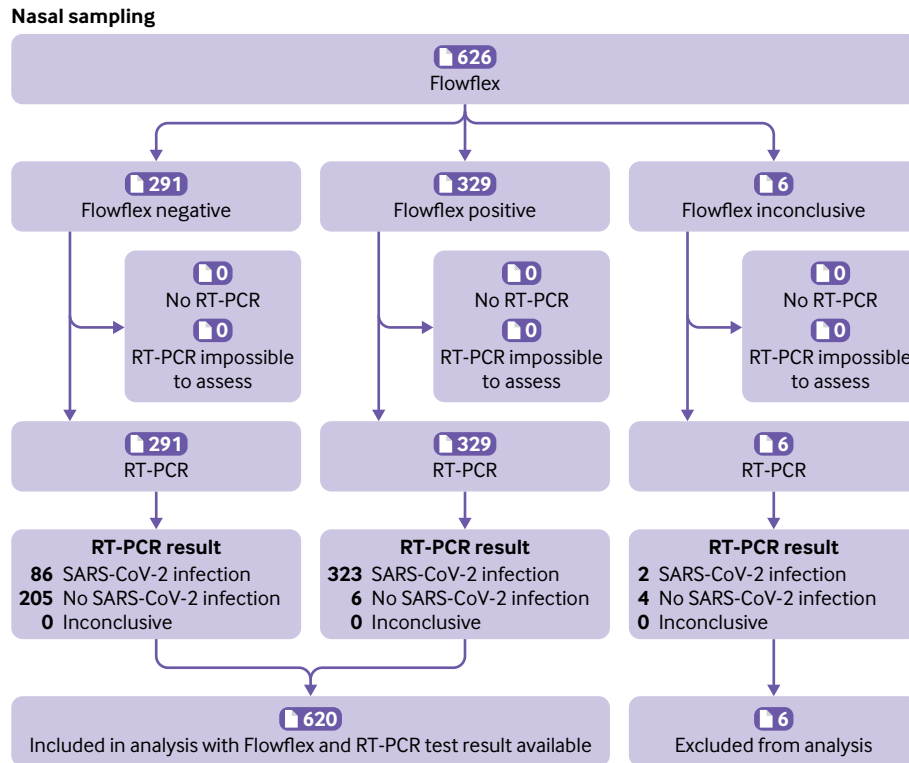 Nasal sampling
626
Flowflex
291
Flowflex negative
329
Flowflex positive
6
Flowflex inconclusive
0
No RT-PCR
0
RT-PCR impossible
to assess
0
No RT-PCR
0
RT-PCR impossible
to assess
0
No RT-PCR
0
RT-PCR impossible
to assess
291
RT-PCR
329
RT-PCR
6
RT-PCR
RT-PCR result
86 SARS-CoV-2 infection
205 No SARS-CoV-2 infection
0 Inconclusive
RT-PCR result
323 SARS-CoV-2 infection
6 No SARS-CoV-2 infection
0 Inconclusive
RT-PCR result
2 SARS-CoV-2 infection
4 No SARS-CoV-2 infection
0 Inconclusive
620
Included in analysis with Flowflex and RT-PCR test result available
6
Excluded from analysis